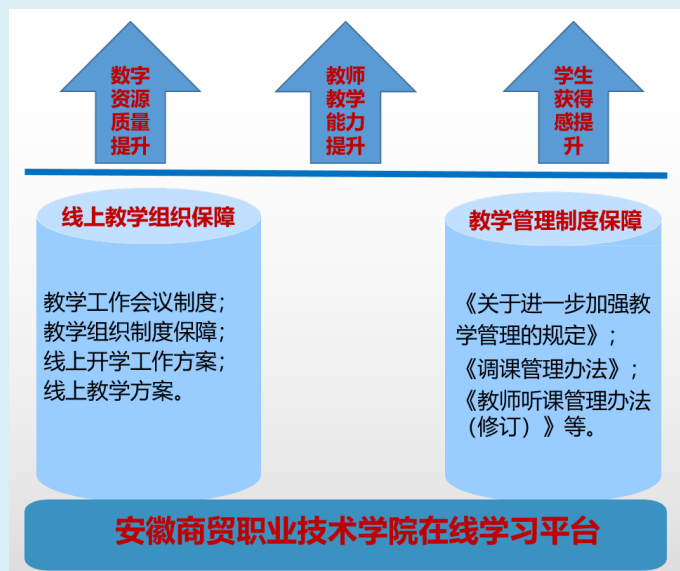 数字
资源
质量
提升
教师
教学
能力
提升
学生
获得
感提
升
线上教学组织保障
教学工作会议制度；
教学组织制度保障；
线上开学工作方案；
线上教学方案。
教学管理制度保障
《关于进一步加强教
学管理的规定》；
《调课管理办法》；
《教师听课管理办法
（修订）》等。
安徽商贸职业技术学院在线学习平台